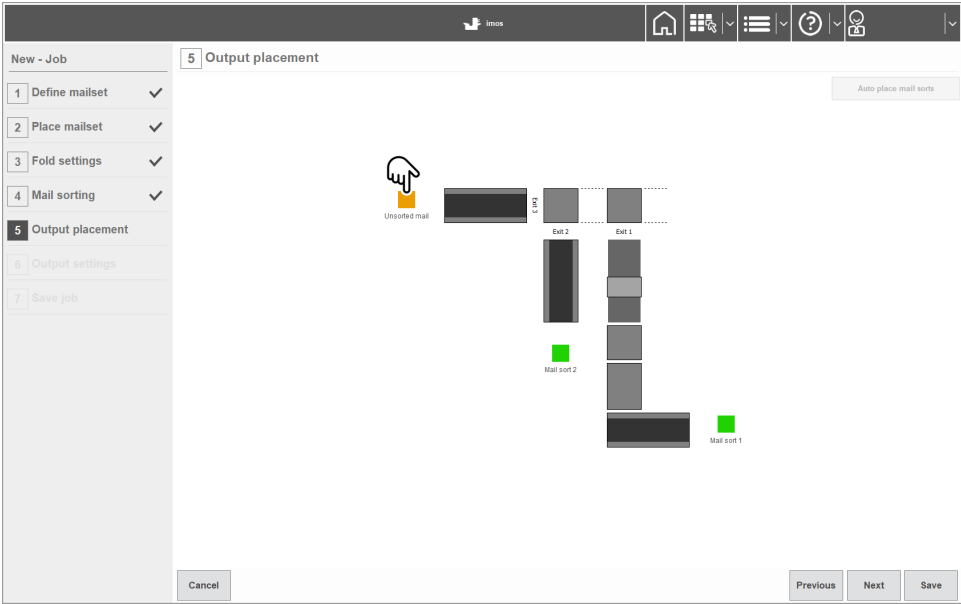 imos
New - Job
1 Define mailset
2 Place mailset
3 Fold settings
4 Mail sorting
5 Output placement
6 Output settings
7 Save job
5 Output placement
Auto place mail sorts
Unsorted mail
Exit 3
Exit 2
Exit 1
Mail sort 2
Mail sort 1
Cancel
Previous
Next
Save